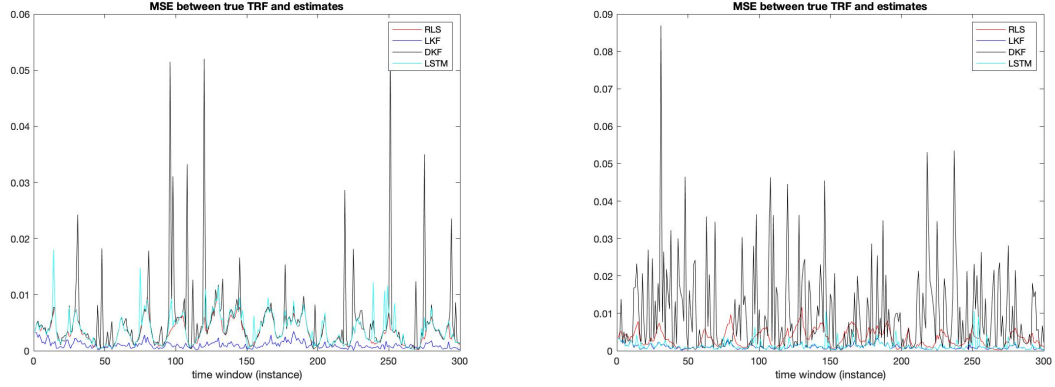 MSE between true TRF and estimates
0.06
0.05
0.04
0.03
0.02
0.01
0
RLS
LKF
DKF
LSTM
0 50 100 150 200 250 300
time window (instance)
MSE between true TRF and estimates
0.09
0.08
0.07
0.06
0.05
0.04
0.03
0.02
0.01
0
RLS
LKF
DKF
LSTM
0 50 100 150 200 250 300
time window (instance)